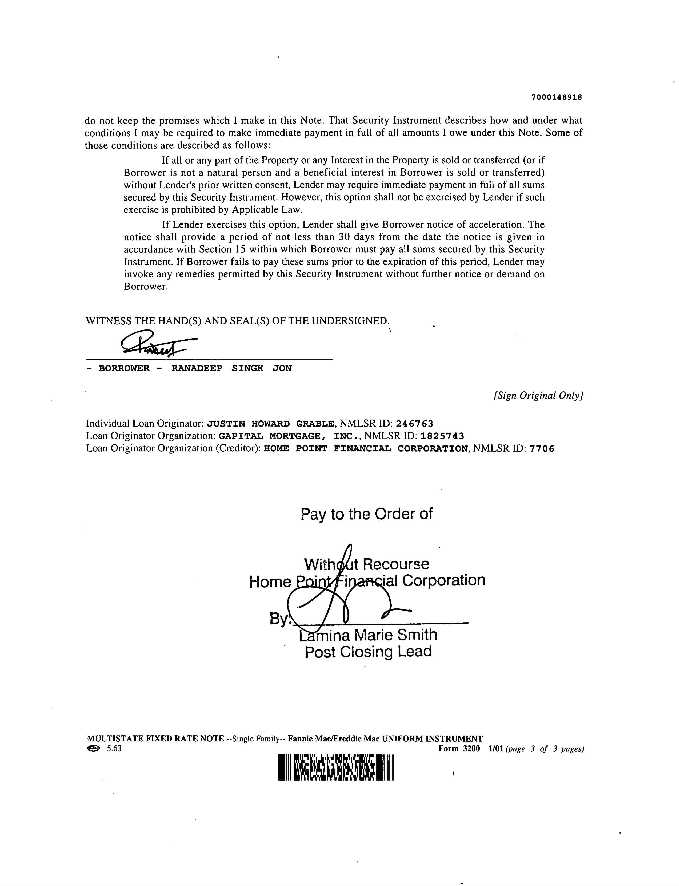 7000148918
do not keep the promises which I make in this Note. That Security Instrument describes how and under what
conditions I may be required to make immediate payment in full of all amounts I owe under this Note. Some of
those conditions are described as follows:
If all or any part of the Property or any Interest in the Property is sold or transferred (or if
Borrower is not a natural person and a beneficial interest in Borrower is sold or transferred)
without Lender's prior written consent, Lender may require immediate payment in full of all sums
secured by this Security Instrument. However, this option shall not be exercised by Lender if such
exercise is prohibited by Applicable Law.
If Lender exercises this option, Lender shall give Borrower notice of acceleration. The
notice shall provide a period of not less than 30 days from the date the notice is given in
accordance with Section 15 within which Borrower must pay all sums secured by this Security
Instrument. If Borrower fails to pay these sums prior to the expiration of this period, Lender may
invoke any remedies permitted by this Security Instrument without further notice or demand on
Borrower.
WITNESS THE HAND(S) AND SEAL(S) OF THE UNDERSIGNED.
- BORROWER - RANADEEP SINGH JON
[Sign Original Only]
Individual Loan Originator: JUSTIN HOWARD GRABLE, NMLSR ID: 246763
Loan Originator Organization: GAPITAL MORTGAGE, INC., NMLSR ID: 1825743
Loan Originator Organization (Creditor): HOME POINT FINANCIAL CORPORATION, NMLSR ID: 7706
Pay to the Order of
Without Recourse
Home Point Financial Corporation
By:
Lamina Marie Smith
Post Closing Lead
MULTISTATE FIXED RATE NOTE --Single Family-- Fannie Mae/Freddie Mac UNIFORM INSTRUMENT
5.63 Form 3200 1/01 (page 3 of 3 pages)